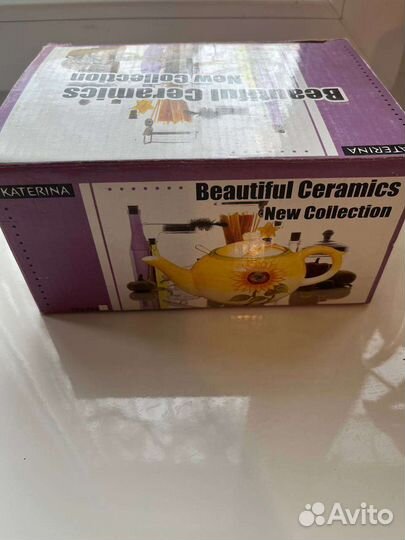 Beautiful Ceramics
New Collection
KATERINA
KATERINA
Beautiful Ceramics
New Collection
Avito